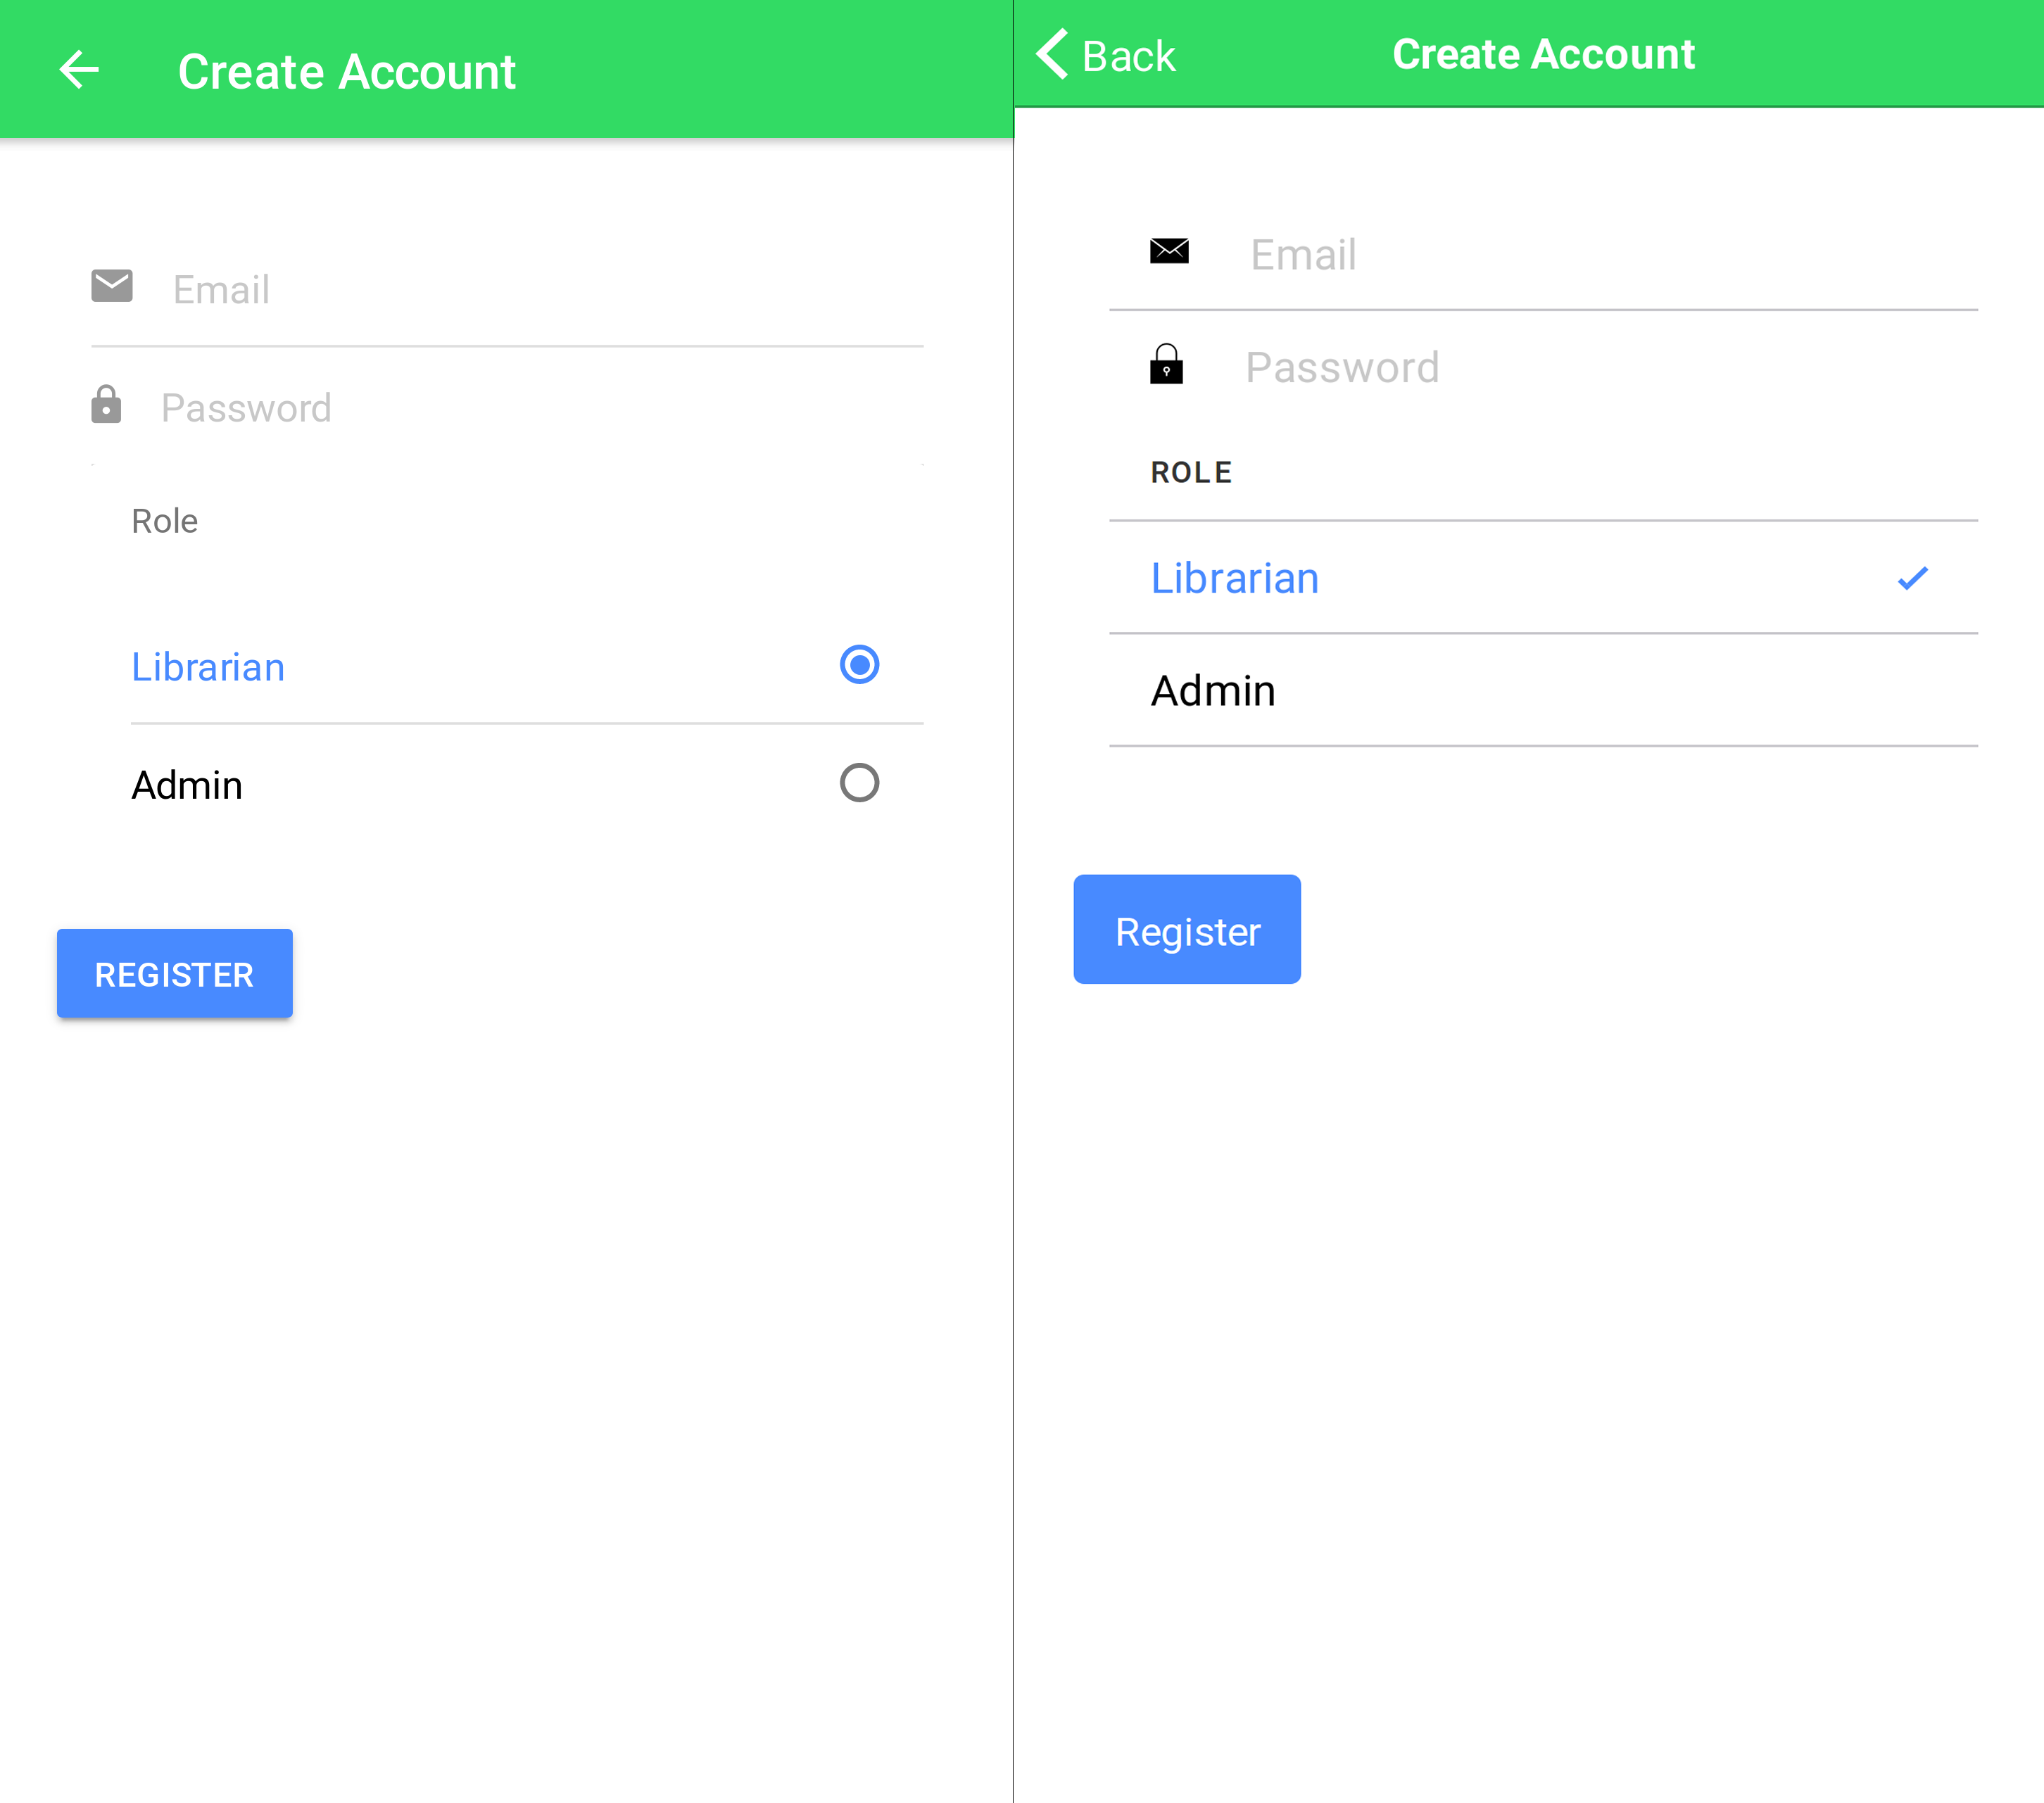 Create Account
Email
Password
Role
Librarian
Admin
REGISTER
Back
Create Account
Email
Password
ROLE
Librarian
Admin
Register